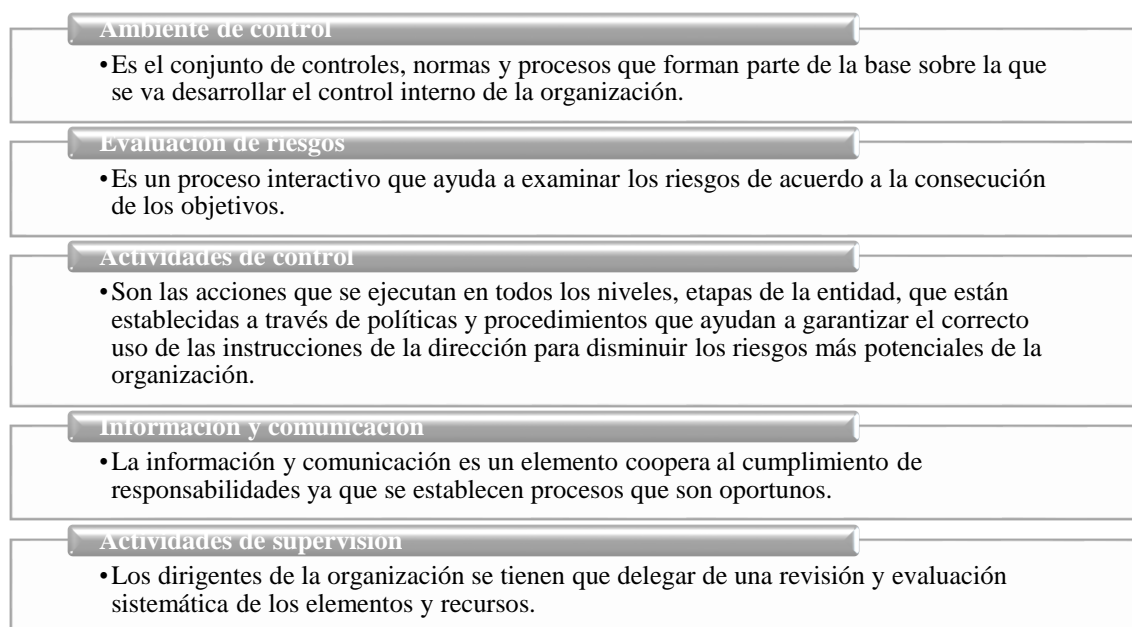 Ambiente de control
•Es el conjunto de controles, normas y procesos que forman parte de la base sobre la que
se va desarrollar el control interno de la organización.
Evaluación de riesgos
•Es un proceso interactivo que ayuda a examinar los riesgos de acuerdo a la consecución
de los objetivos.
Actividades de control
•Son las acciones que se ejecutan en todos los niveles, etapas de la entidad, que están
establecidas a través de políticas y procedimientos que ayudan a garantizar el correcto
uso de las instrucciones de la dirección para disminuir los riesgos más potenciales de la
organización.
Información y comunicación
•La información y comunicación es un elemento coopera al cumplimiento de
responsabilidades ya que se establecen procesos que son oportunos.
Actividades de supervisión
•Los dirigentes de la organización se tienen que delegar de una revisión y evaluación
sistemática de los elementos y recursos.